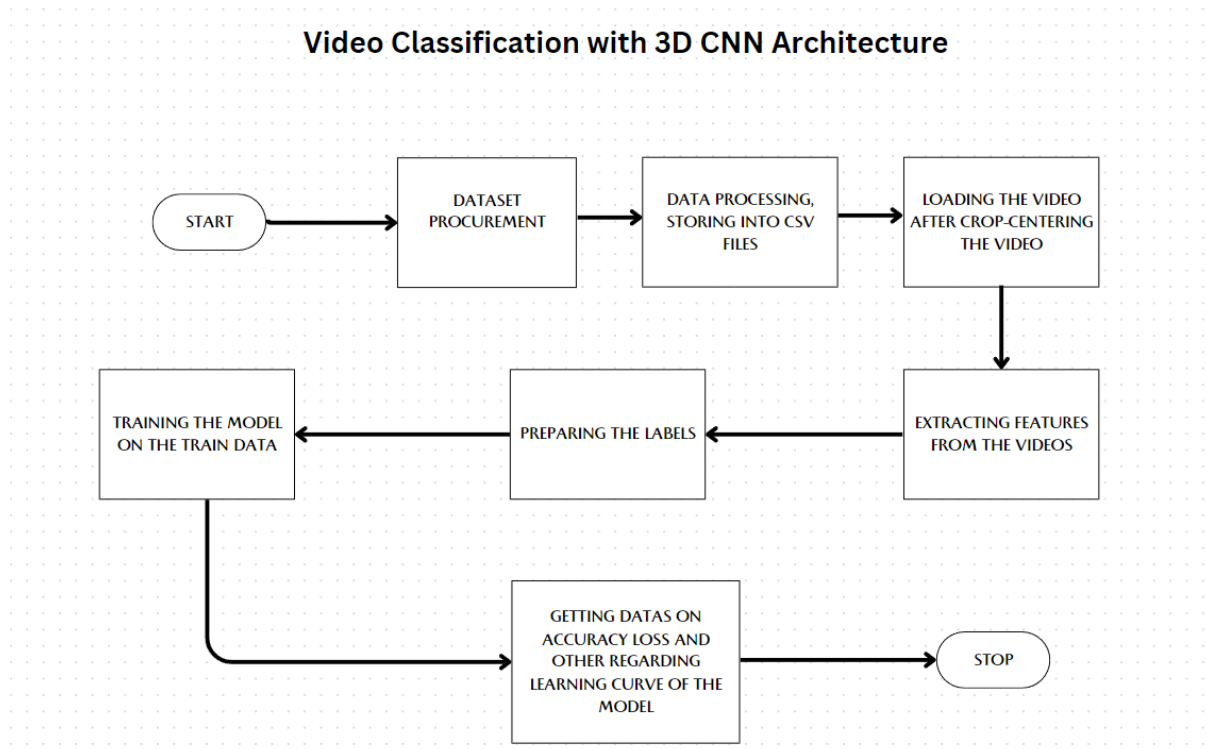 Video Classification with 3D CNN Architecture
START
DATASET
PROCUREMENT
DATA PROCESSING,
STORING INTO CSV
FILES
LOADING THE VIDEO
AFTER CROP-CENTERING
THE VIDEO
EXTRACTING FEATURES
FROM THE VIDEOS
PREPARING THE LABELS
TRAINING THE MODEL
ON THE TRAIN DATA
GETTING DATAS ON
ACCURACY LOSS AND
OTHER REGARDING
LEARNING CURVE OF THE
MODEL
STOP